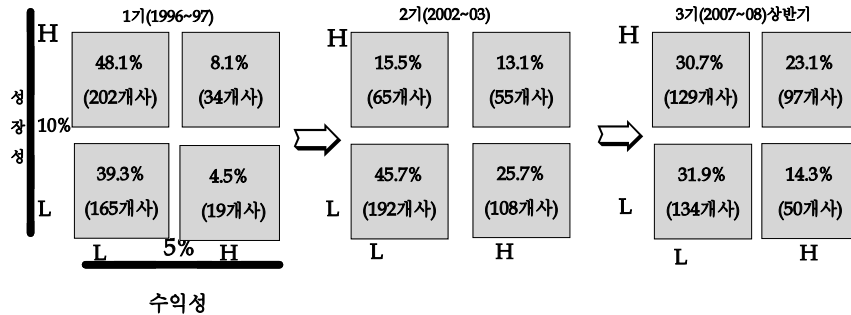 1기(1996~97)
2기(2002~03)
3기(2007~08)상반기
H
48.1%
(202개사)
8.1%
(34개사)
H
15.5%
(65개사)
13.1%
(55개사)
H
30.7%
(129개사)
23.1%
(97개사)
성장성
10%
L
39.3%
(165개사)
4.5%
(19개사)
L
45.7%
(192개사)
25.7%
(108개사)
L
31.9%
(134개사)
14.3%
(50개사)
L
5%
H
L
H
L
H
수익성